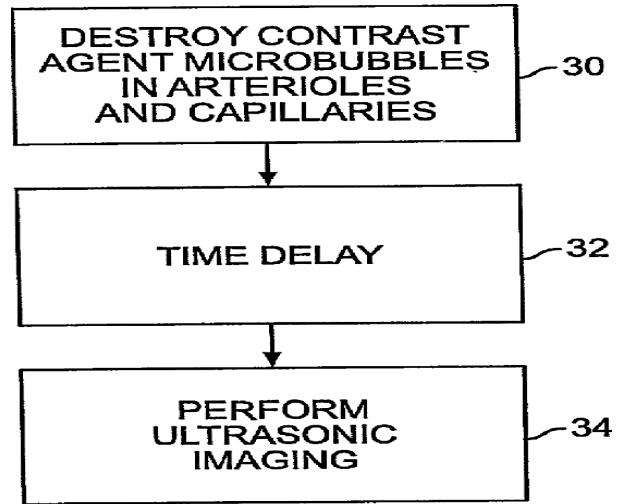 DESTROY CONTRAST
AGENT MICROBUBBLES
IN ARTERIOLES
AND CAPILLARIES
30
TIME DELAY
32
PERFORM
ULTRASONIC
IMAGING
34